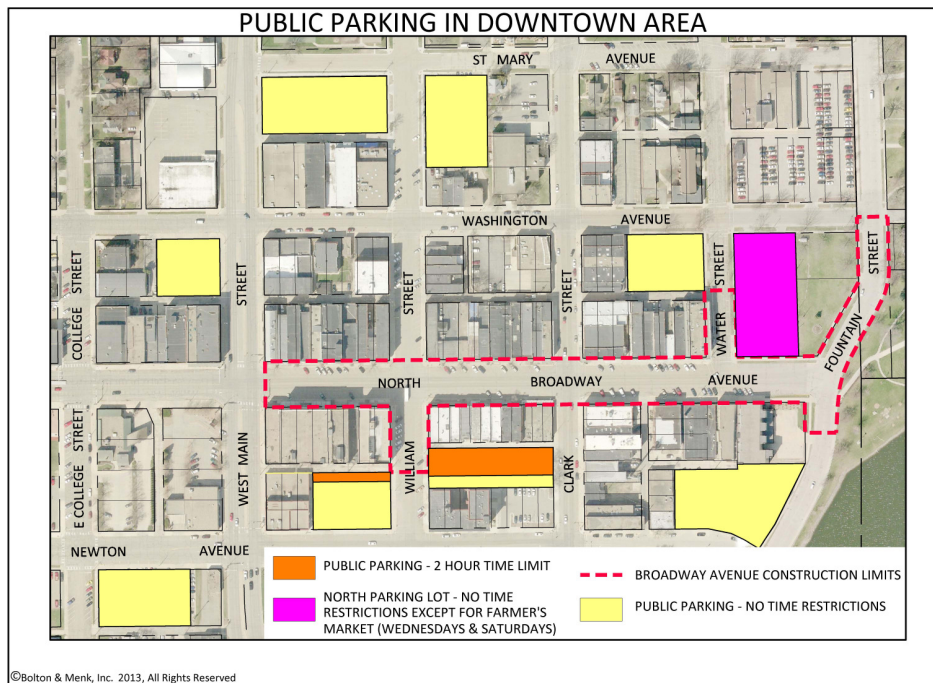 PUBLIC PARKING IN DOWNTOWN AREA
ST MARY AVENUE
WASHINGTON AVENUE
COLLEGE STREET
STREET
STREET
STREET
WATER STREET
FOUNTAIN STREET
NORTH BROADWAY AVENUE
E COLLEGE STREET
WEST MAIN
WILLIAM
CLARK
NEWTON AVENUE
PUBLIC PARKING - 2 HOUR TIME LIMIT
NORTH PARKING LOT - NO TIME
RESTRICTIONS EXCEPT FOR FARMER'S
MARKET (WEDNESDAYS & SATURDAYS)
BROADWAY AVENUE CONSTRUCTION LIMITS
PUBLIC PARKING - NO TIME RESTRICTIONS
©Bolton & Menk, Inc. 2013, All Rights Reserved